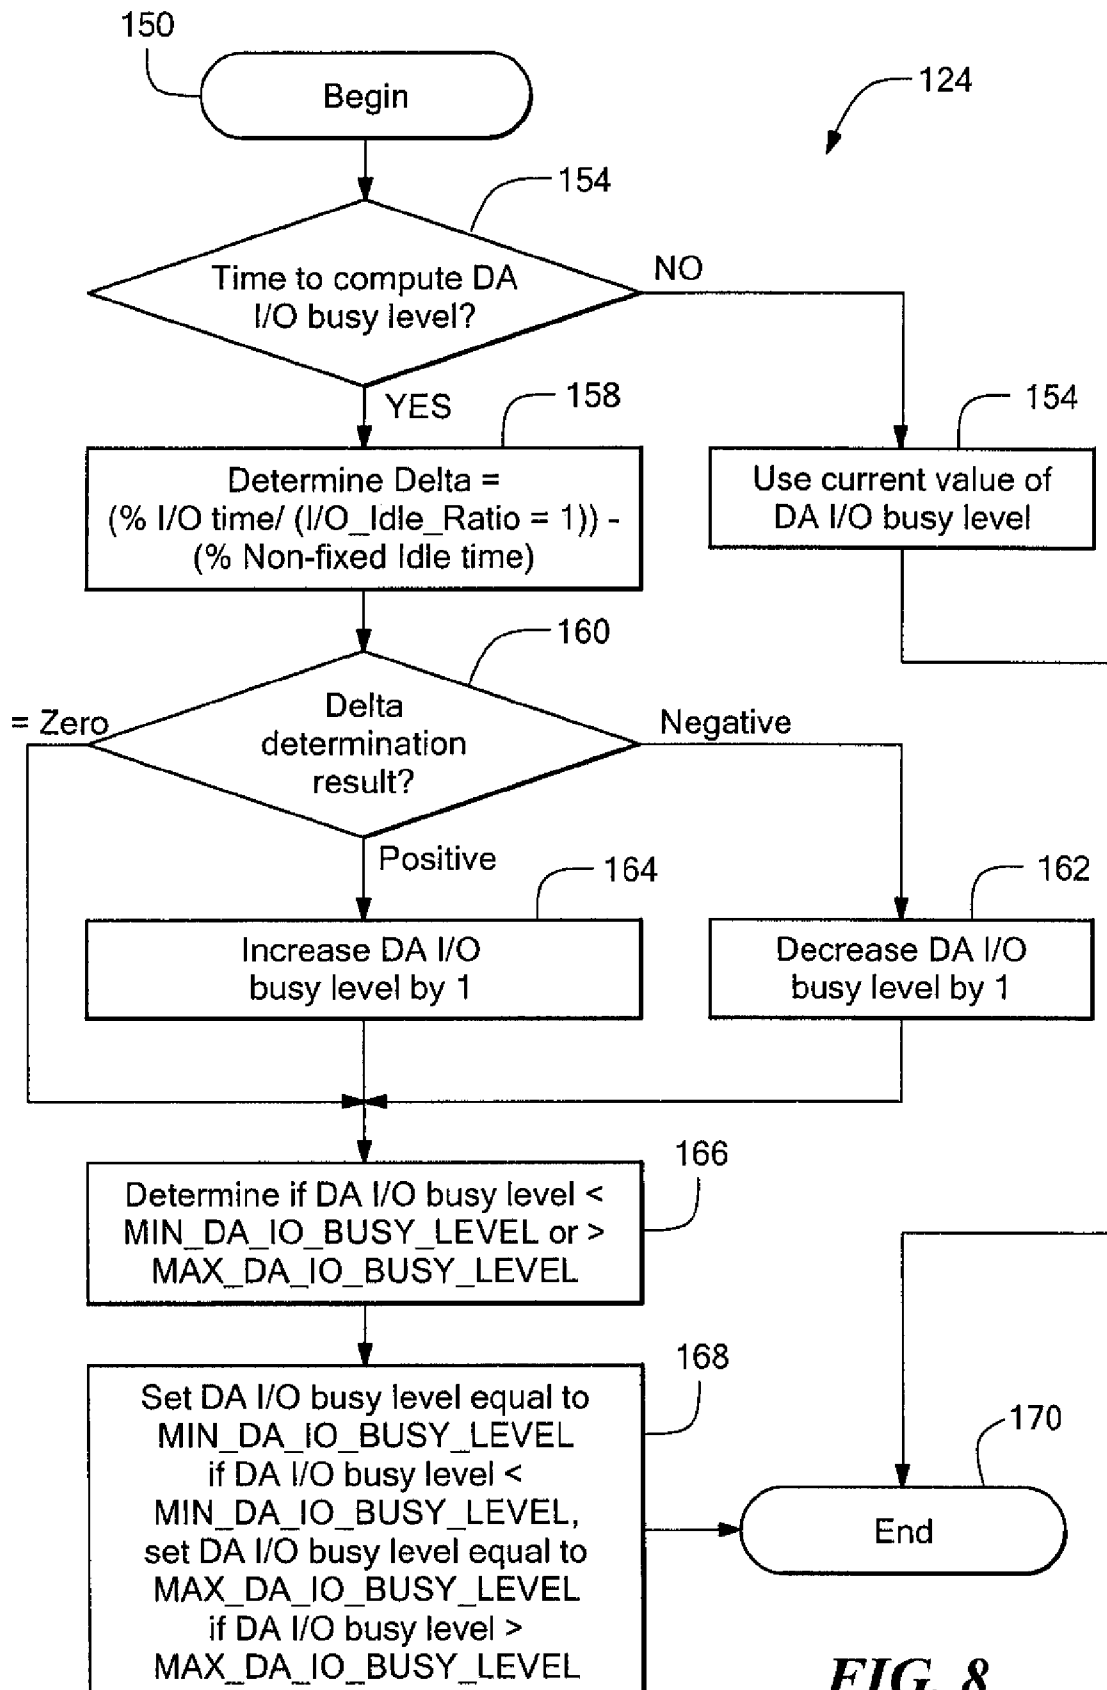 150
Begin
124
154
Time to compute DA
I/O busy level?
NO
YES
158
154
Determine Delta =
(% I/O time/ (I/O_Idle_Ratio = 1)) -
(% Non-fixed Idle time)
Use current value of
DA I/O busy level
160
= Zero
Delta
determination
result?
Negative
Positive
164
162
Increase DA I/O
busy level by 1
Decrease DA I/O
busy level by 1
166
Determine if DA I/O busy level <
MIN_DA_IO_BUSY_LEVEL or >
MAX_DA_IO_BUSY_LEVEL
168
Set DA I/O busy level equal to
MIN_DA_IO_BUSY_LEVEL
if DA I/O busy level <
MIN_DA_IO_BUSY_LEVEL,
set DA I/O busy level equal to
MAX_DA_IO_BUSY_LEVEL
if DA I/O busy level >
MAX_DA_IO_BUSY_LEVEL
170
End
FIG. 8